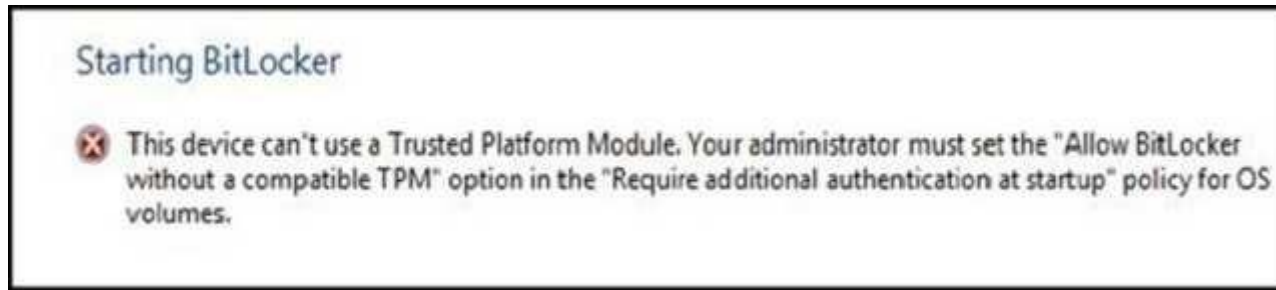 Starting BitLocker
This device can't use a Trusted Platform Module. Your administrator must set the "Allow BitLocker
without a compatible TPM" option in the "Require additional authentication at startup" policy for OS
volumes.